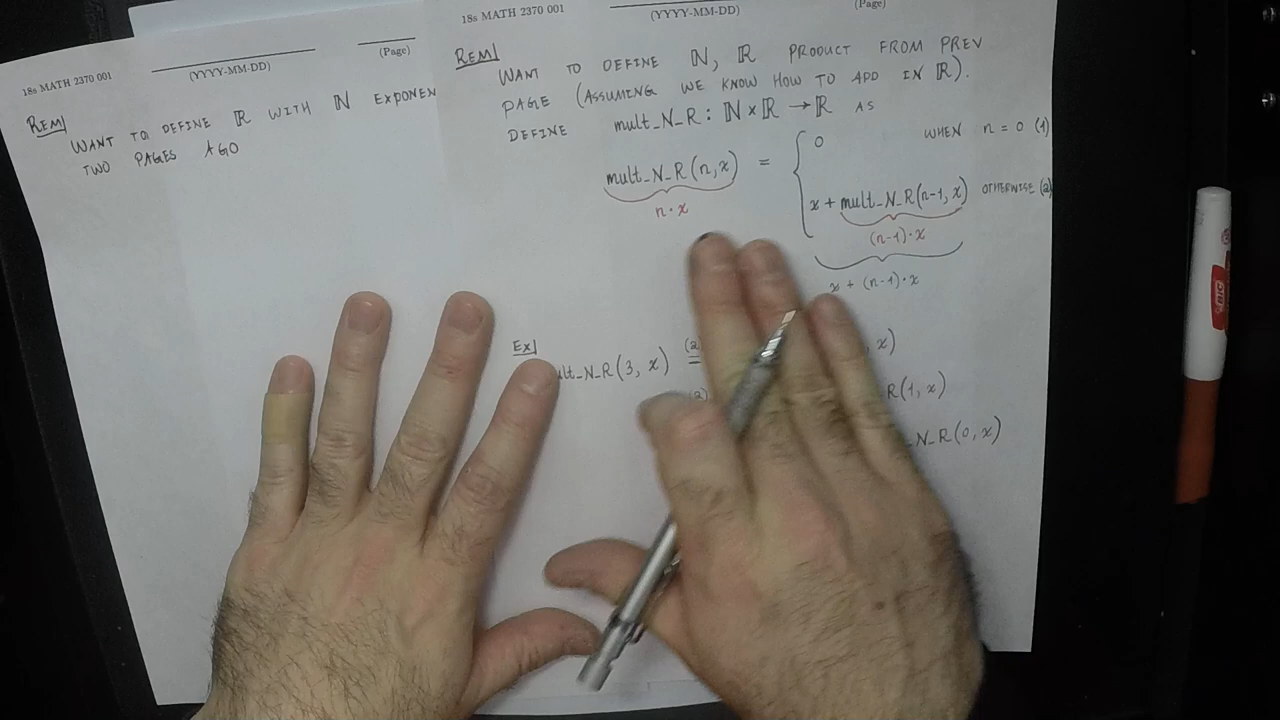 18s MATH 2370 001
(YYYY-MM-DD)
(Page)
REM
WANT TO DEFINE ℝ WITH ℕ EXPONEN
TWO PAGES AGO
18s MATH 2370 001
(YYYY-MM-DD)
(Page)
REM
WANT TO DEFINE ℕ, ℝ PRODUCT FROM PREV
PAGE (ASSUMING WE KNOW HOW TO ADD IN ℝ).
DEFINE mult_N_R : ℕ × ℝ → ℝ AS
mult_N_R(n,x) = { 0 WHEN n = 0 (1)
x + mult_N_R(n-1, x) OTHERWISE (2)
n·x
(n-1)·x
x + (n-1)·x
Ex
ult_N_R(3, x) (2) = , x)
(2) R(1, x)
_N_R(0, x)
BIC